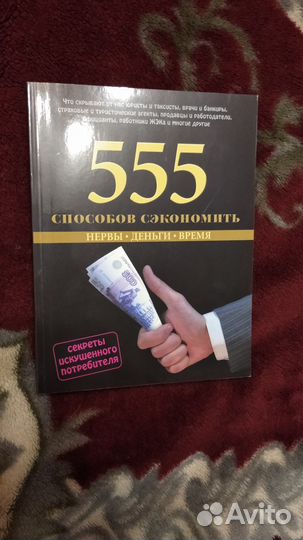 Что скрывают от нас юристы и таксисты, врачи и банкиры,
страховые и туристические агенты, продавцы и работодатели,
официанты, работники ЖЭКа и многие другие
555
СПОСОБОВ СЭКОНОМИТЬ
НЕРВЫ • ДЕНЬГИ • ВРЕМЯ
500
СЕКРЕТЫ
ИСКУШЕННОГО
ПОТРЕБИТЕЛЯ
Avito